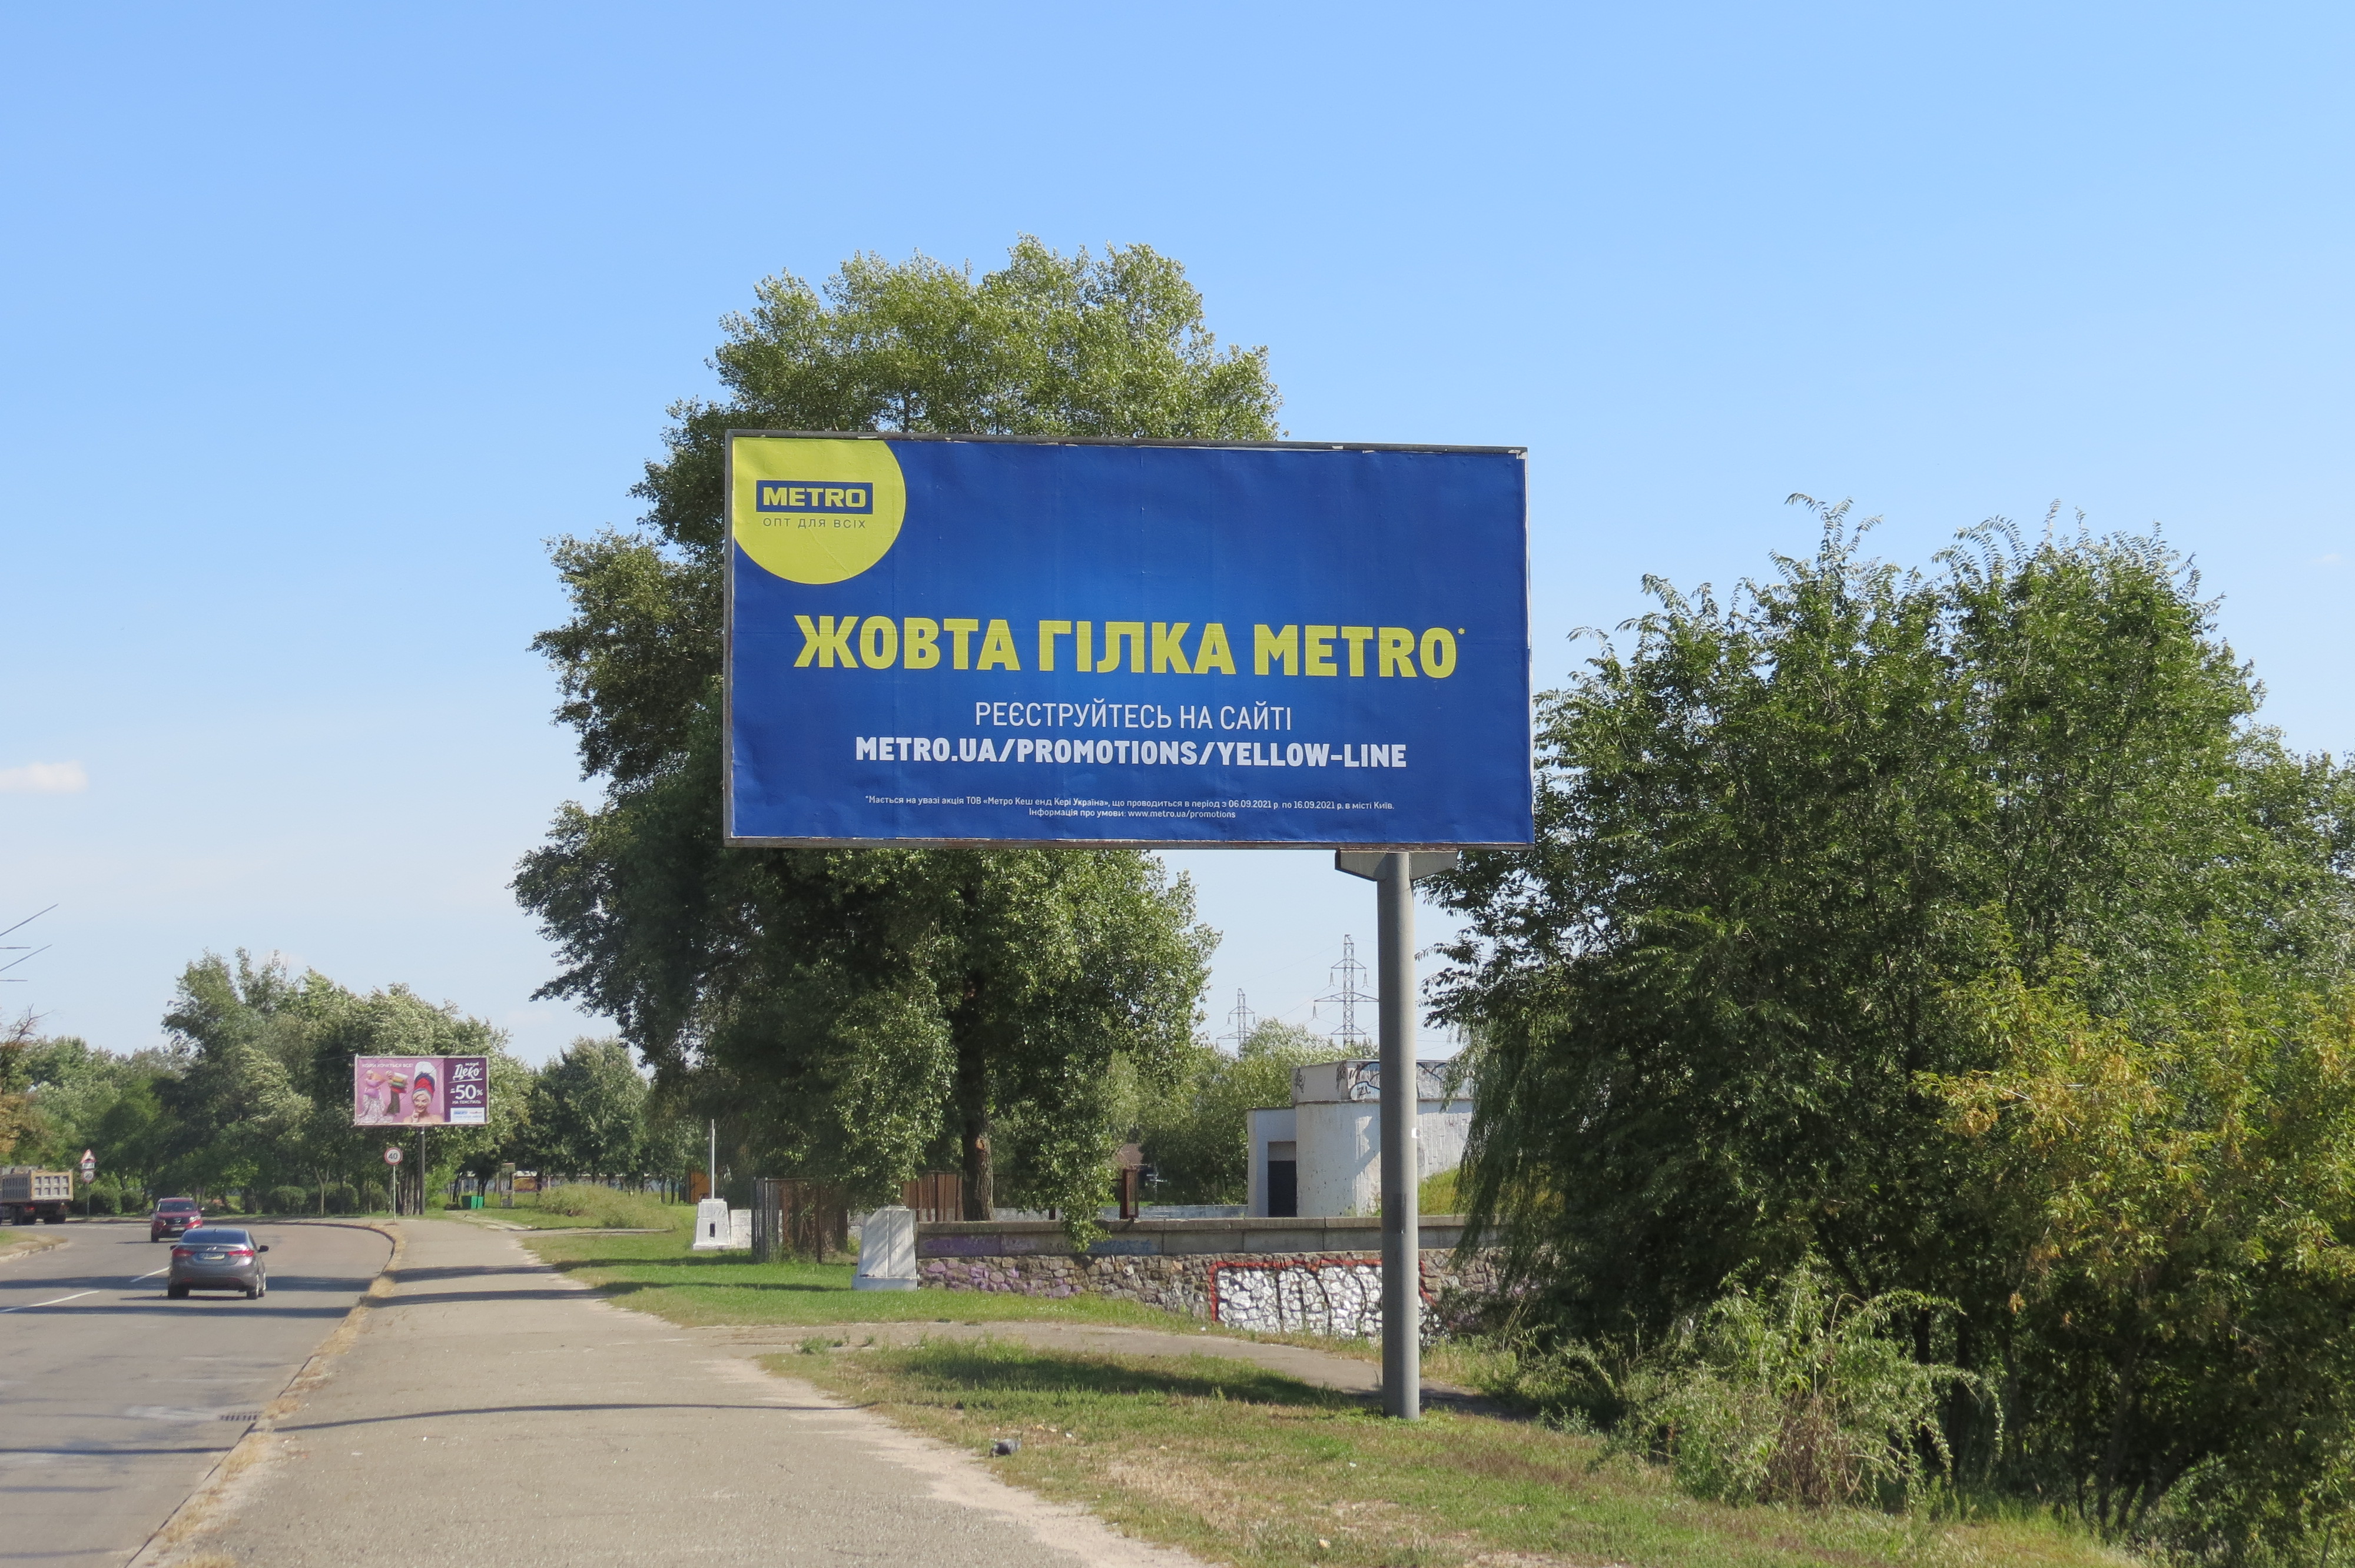 METRO
ОПТ ДЛЯ ВСІХ
ЖОВТА ГІЛКА METRO*
РЕЄСТРУЙТЕСЬ НА САЙТІ
METRO.UA/PROMOTIONS/YELLOW-LINE
*Мається на увазі акція ТОВ «Метро Кеш енд Кері Україна», що проводиться в період з 06.09.2021 р. по 16.09.2021 р. в місті Київ.
Інформація про умови: www.metro.ua/promotions
Деко
-50%
40